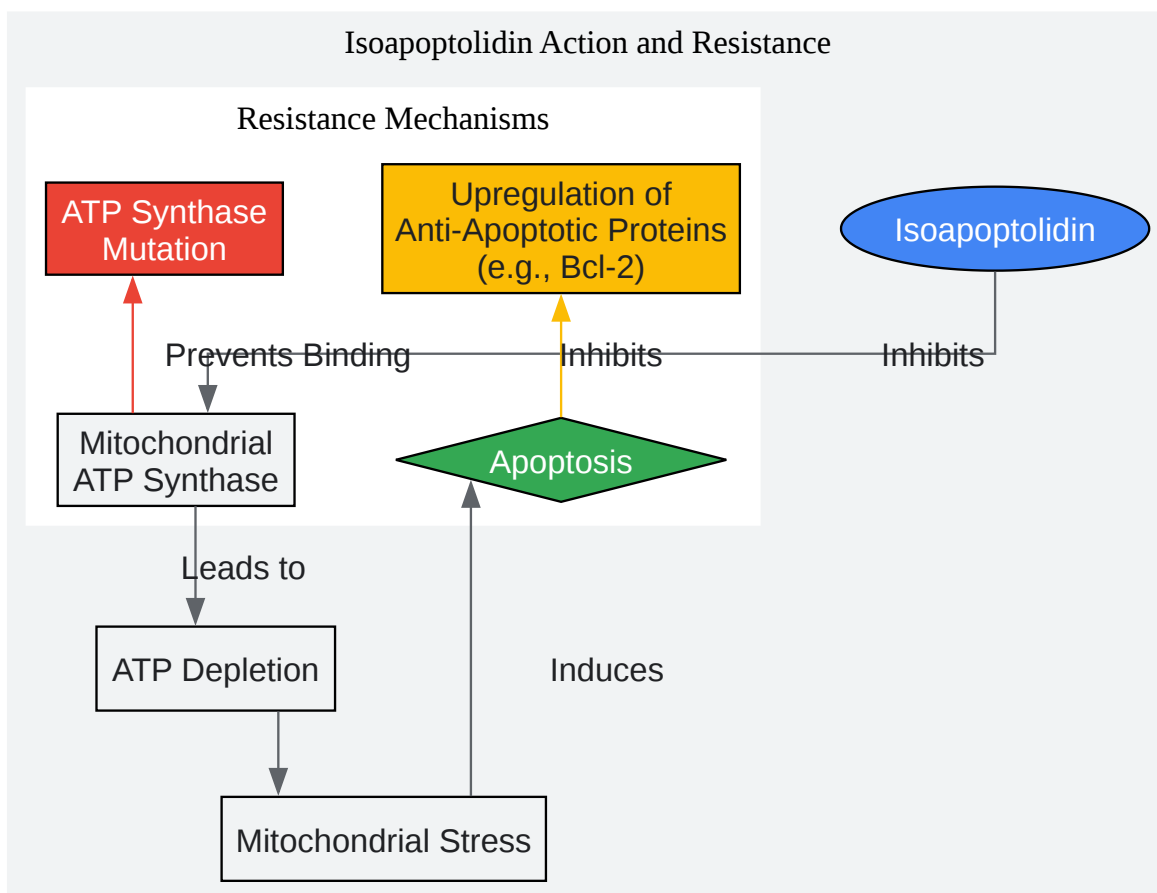 Isoapoptolidin Action and Resistance
Resistance Mechanisms
ATP Synthase
Mutation
Upregulation of
Anti-Apoptotic Proteins
(e.g., Bcl-2)
Isoapoptolidin
Prevents Binding
Inhibits
Inhibits
Mitochondrial
ATP Synthase
Apoptosis
Leads to
ATP Depletion
Induces
Mitochondrial Stress